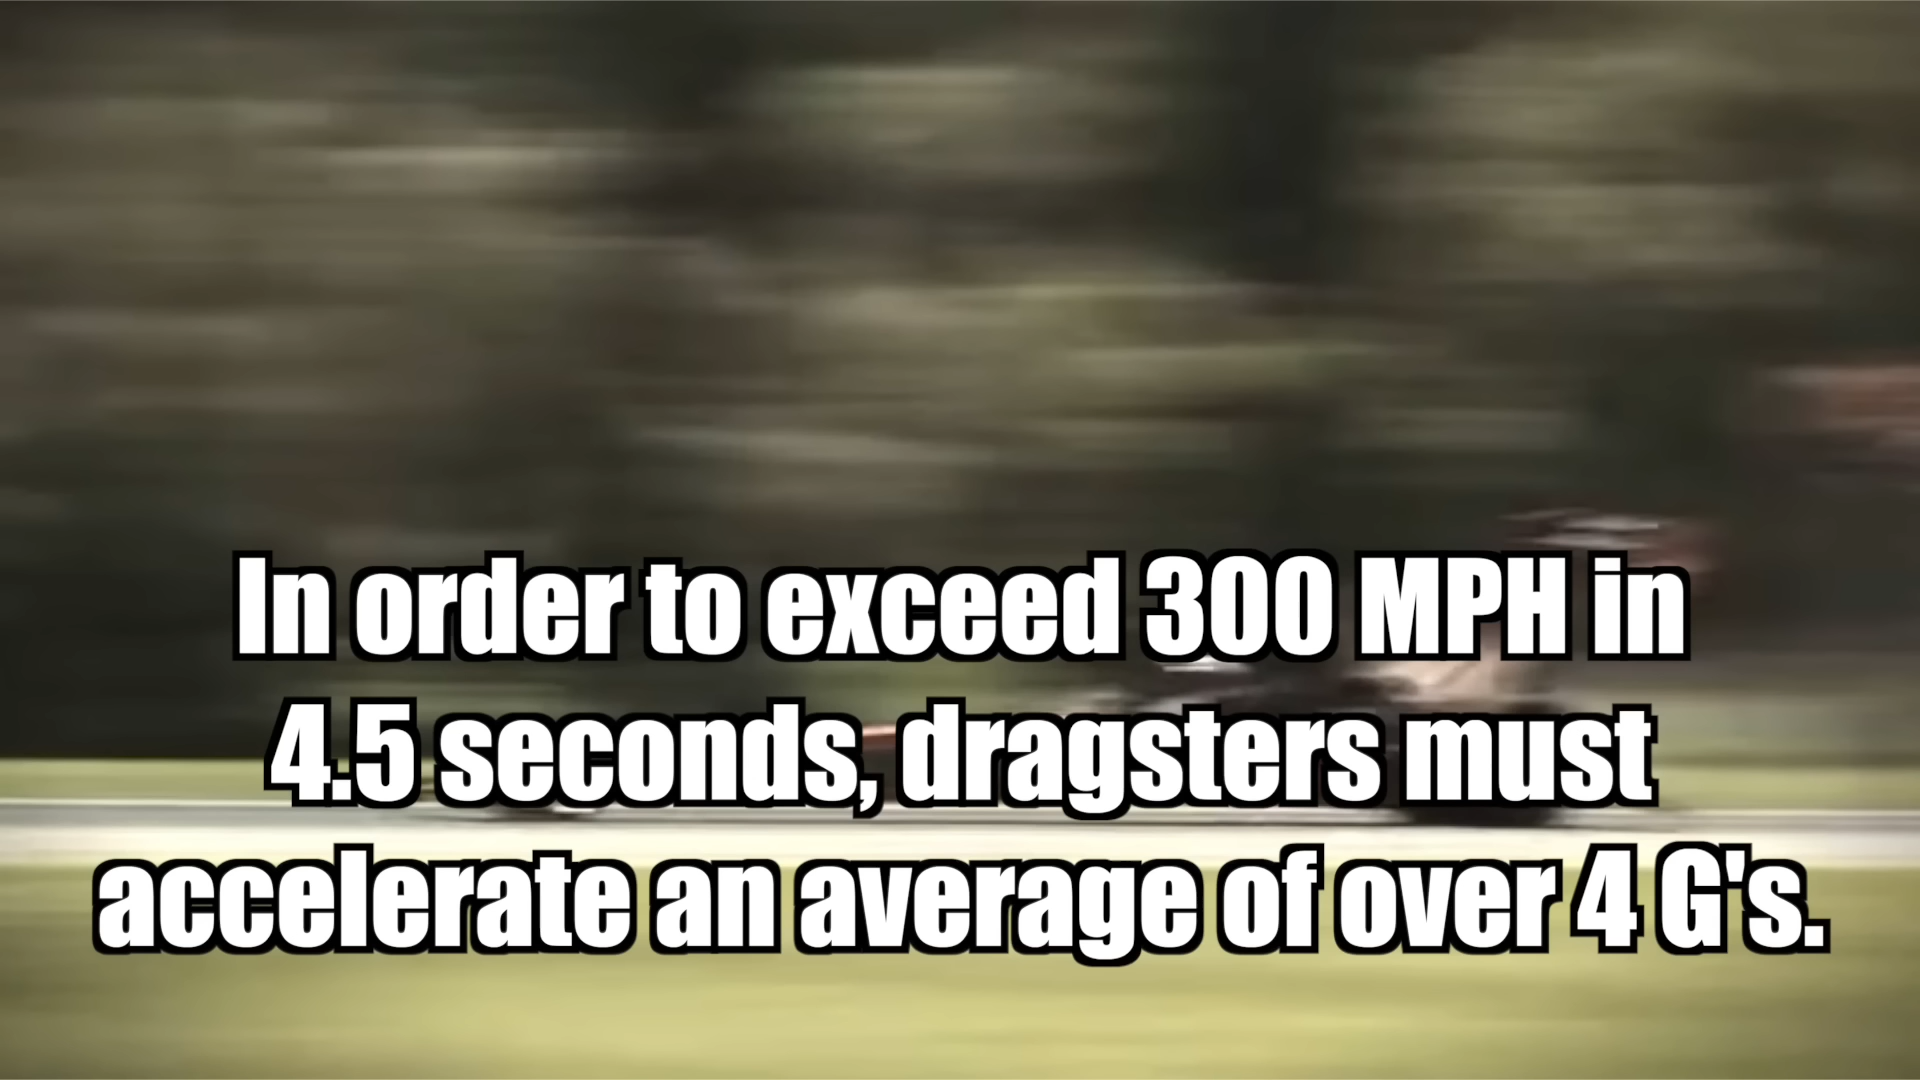 In order to exceed 300 MPH in
4.5 seconds, dragsters must
accelerate an average of over 4 G's.